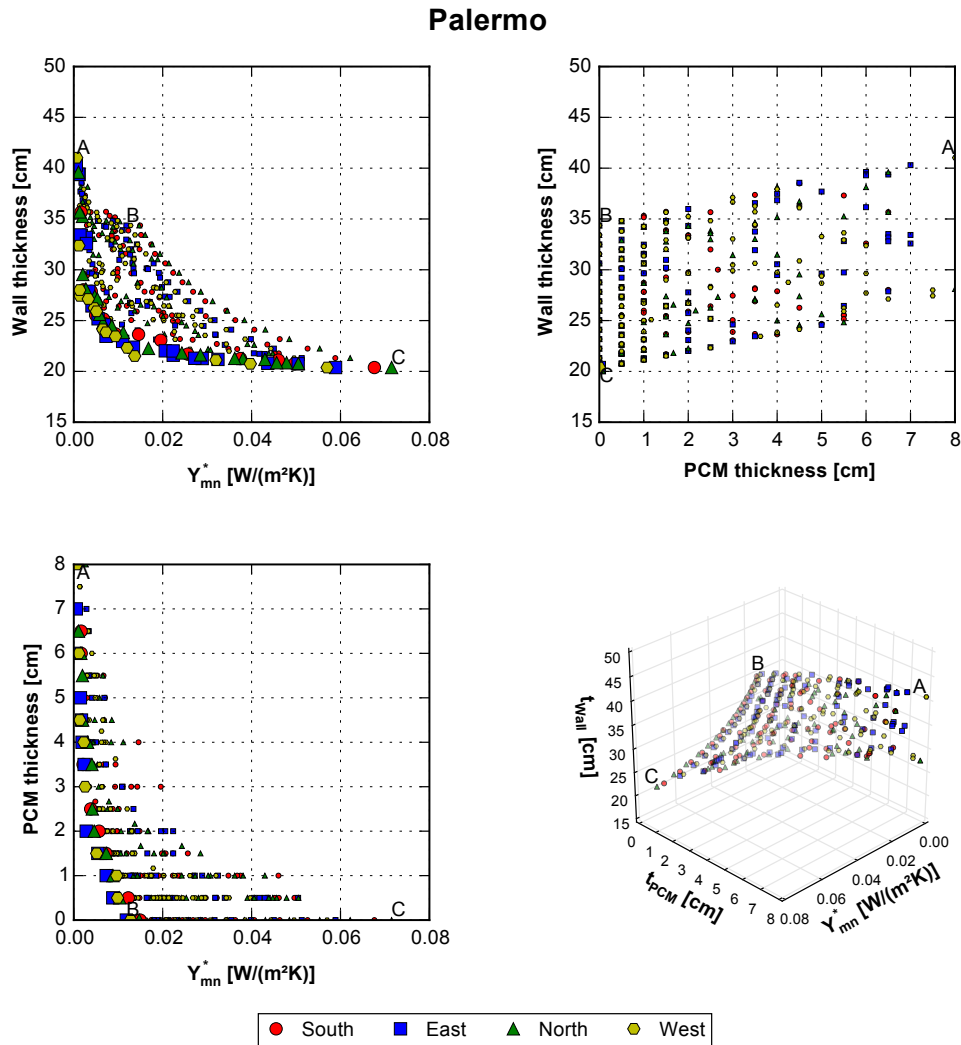 Palermo
50
45
40
35
30
25
20
15
Wall thickness [cm]
A
B
C
0.00 0.02 0.04 0.06 0.08
Y*mn [W/(m²K)]
50
45
40
35
30
25
20
15
Wall thickness [cm]
A
B
C
0 1 2 3 4 5 6 7 8
PCM thickness [cm]
8
7
6
5
4
3
2
1
0
PCM thickness [cm]
A
B
C
0.00 0.02 0.04 0.06 0.08
Y*mn [W/(m²K)]
50
45
40
35
30
25
20
15
tWall [cm]
B
A
C
0 1 2 3 4 5 6 7 8
tPCM [cm]
0.08 0.06 0.04 0.02 0.00
Y*mn [W/(m²K)]
South East North West